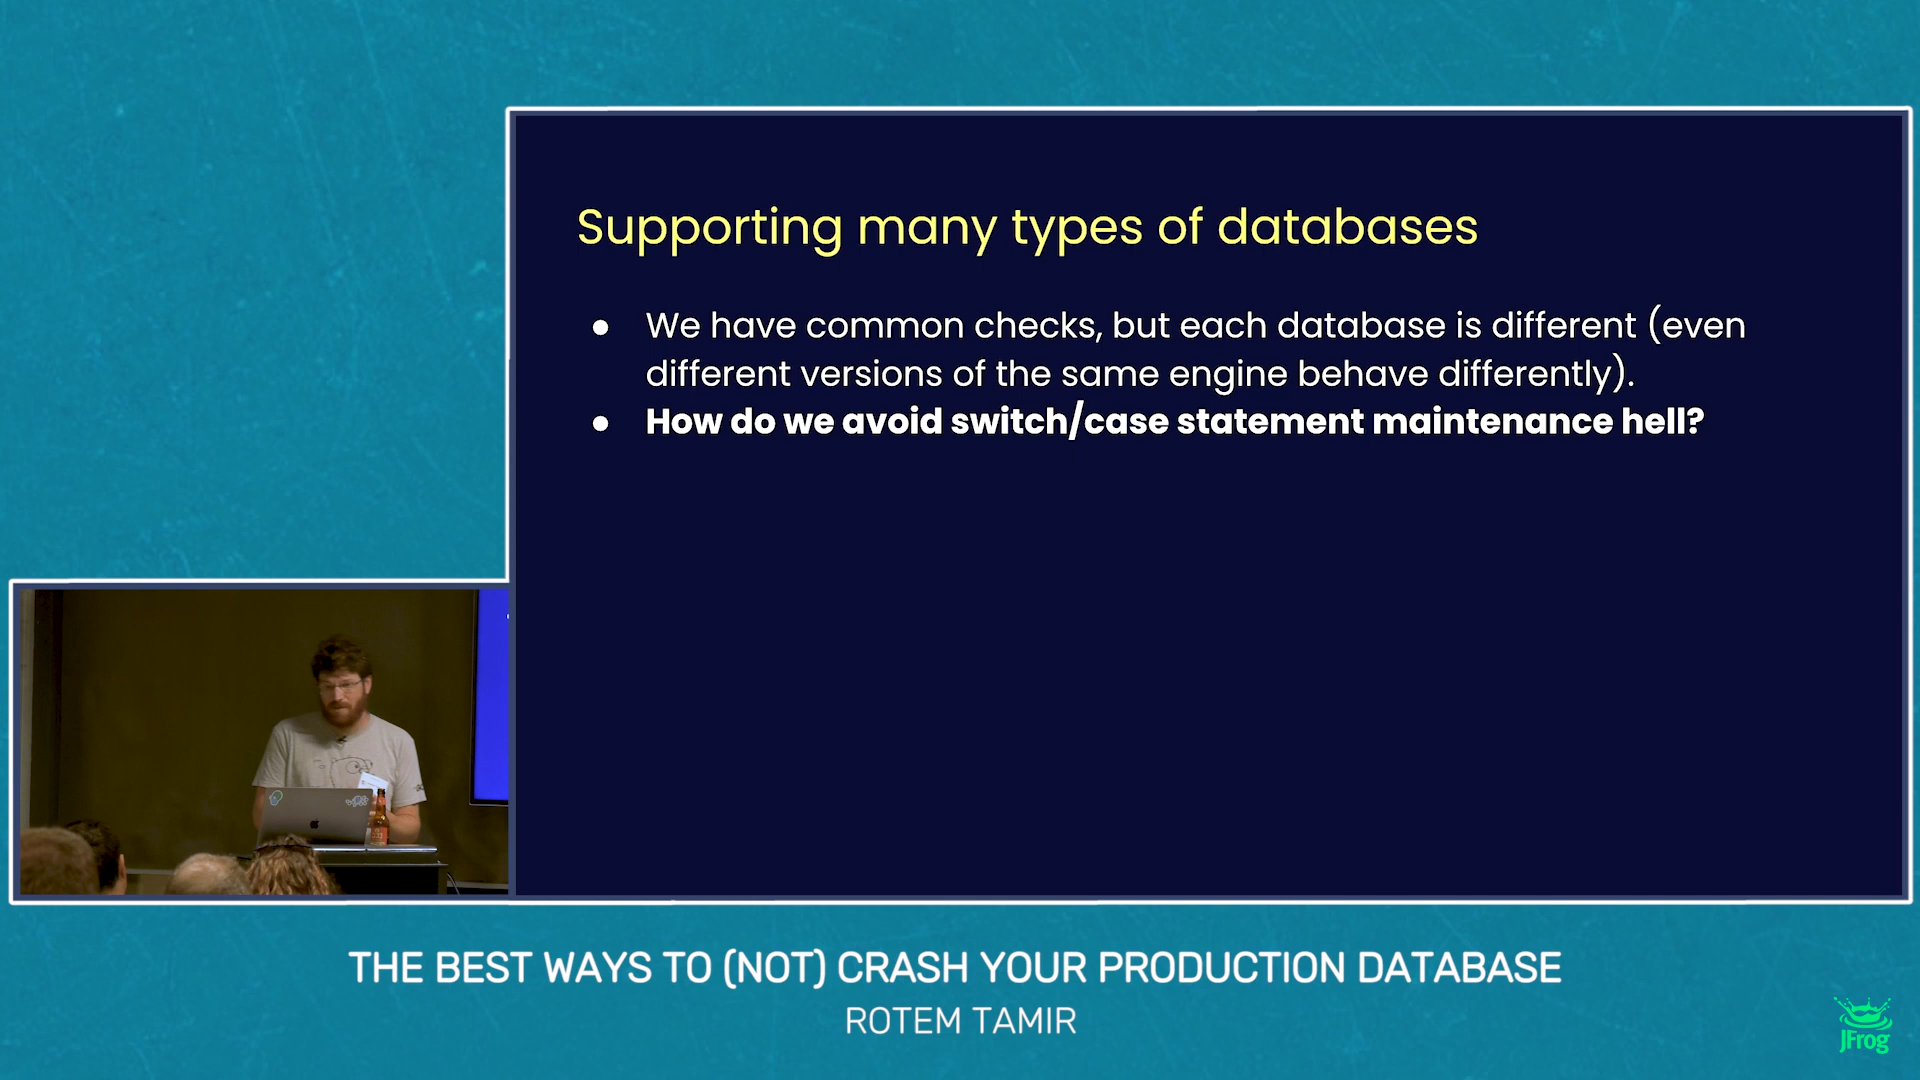 Supporting many types of databases
● We have common checks, but each database is different (even
different versions of the same engine behave differently).
● How do we avoid switch/case statement maintenance hell?
THE BEST WAYS TO (NOT) CRASH YOUR PRODUCTION DATABASE
ROTEM TAMIR
JFrog